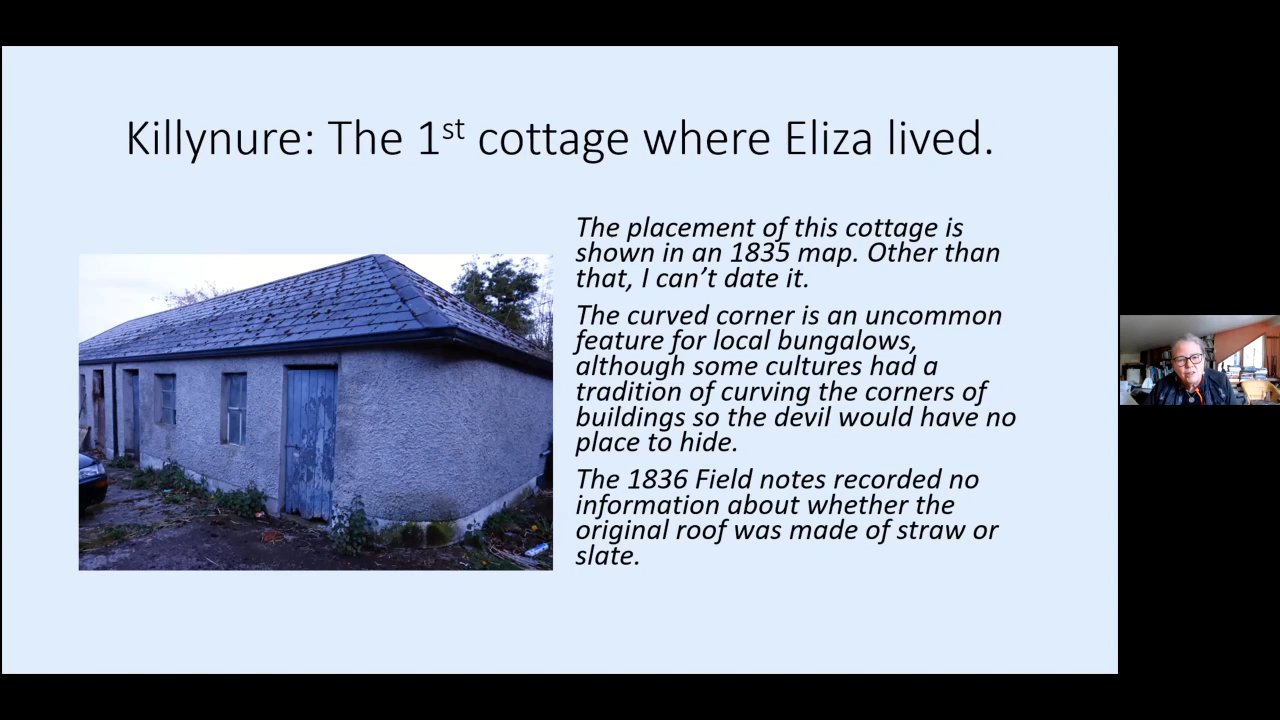 Killynure: The 1st cottage where Eliza lived.
The placement of this cottage is
shown in an 1835 map. Other than
that, I can't date it.
The curved corner is an uncommon
feature for local bungalows,
although some cultures had a
tradition of curving the corners of
buildings so the devil would have no
place to hide.
The 1836 Field notes recorded no
information about whether the
original roof was made of straw or
slate.